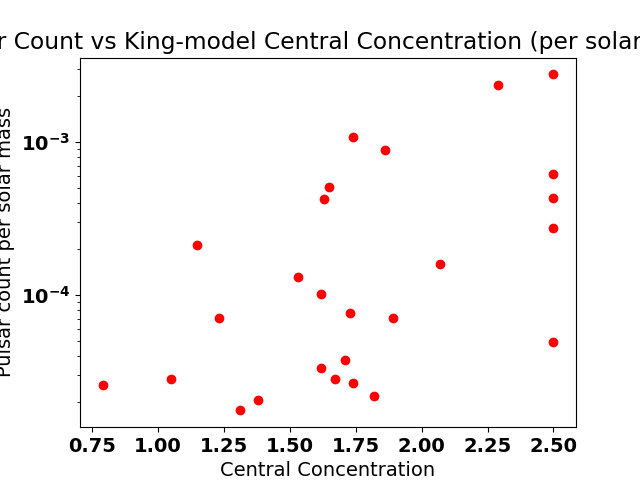 r Count vs King-model Central Concentration (per solar
Pulsar count per solar mass
10⁻³
10⁻⁴
0.75 1.00 1.25 1.50 1.75 2.00 2.25 2.50
Central Concentration